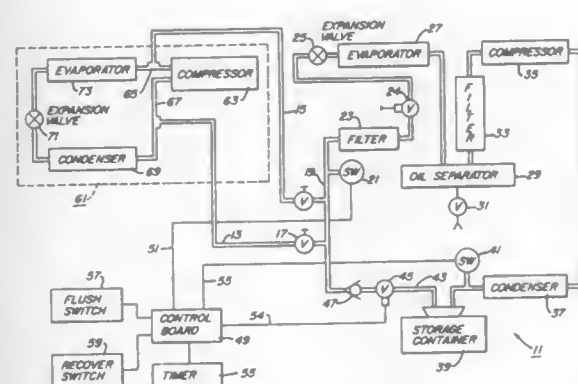 EXPANSION
VALVE
25
27
EVAPORATOR
COMPRESSOR
35
EVAPORATOR
73
65
COMPRESSOR
67
63
EXPANSION
VALVE
71
CONDENSER
69
61
15
24
V
23
FILTER
FILTER
33
19
SW
21
OIL SEPARATOR
29
V
31
V
51
13
17
V
53
SW
41
57
FLUSH
SWITCH
45
V
43
47
CONDENSER
37
54
CONTROL
BOARD
49
STORAGE
CONTAINER
39
11
59
RECOVER
SWITCH
TIMER
55